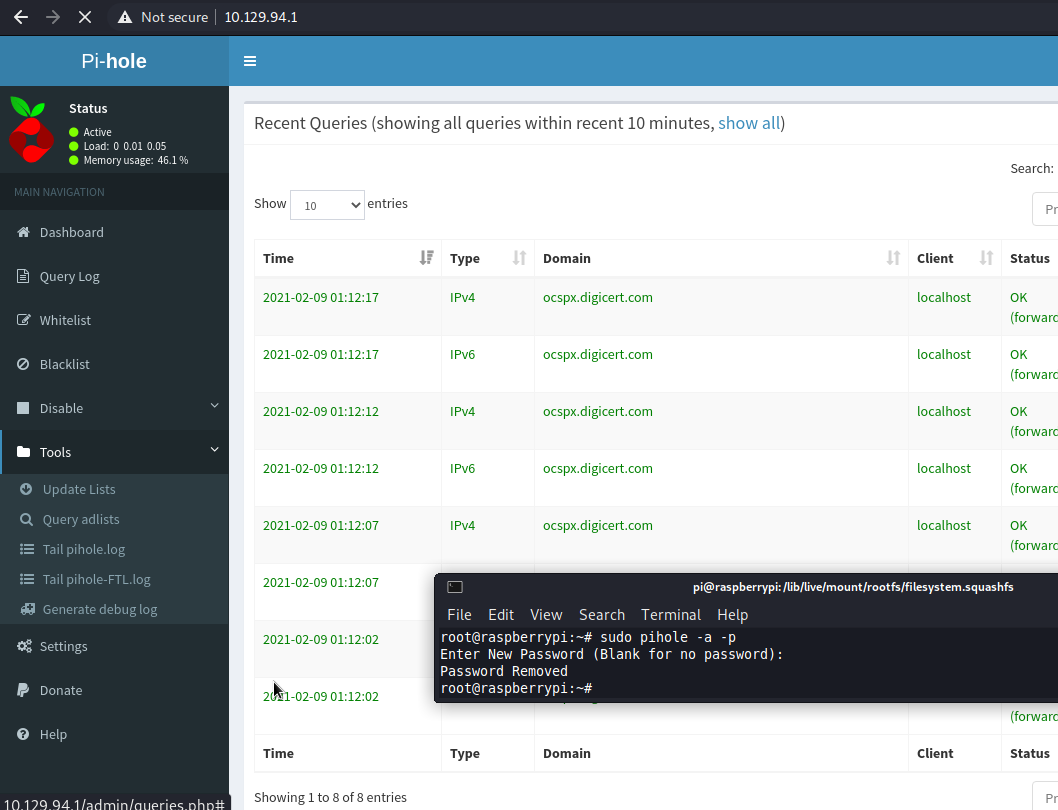 Not secure 10.129.94.1
Pi-hole
Status
Active
Load: 0 0.01 0.05
Memory usage: 46.1 %
MAIN NAVIGATION
Dashboard
Query Log
Whitelist
Blacklist
Disable
Tools
Update Lists
Query adlists
Tail pihole.log
Tail pihole-FTL.log
Generate debug log
Settings
Donate
Help
10.129.94.1/admin/queries.php#
Recent Queries (showing all queries within recent 10 minutes, show all)
Search:
Show 10 entries
Pr
Time Type Domain Client Status
2021-02-09 01:12:17 IPv4 ocspx.digicert.com localhost OK
(forward
2021-02-09 01:12:17 IPv6 ocspx.digicert.com localhost OK
(forward
2021-02-09 01:12:12 IPv4 ocspx.digicert.com localhost OK
(forward
2021-02-09 01:12:12 IPv6 ocspx.digicert.com localhost OK
(forward
2021-02-09 01:12:07 IPv4 ocspx.digicert.com localhost OK
(forward
2021-02-09 01:12:07
2021-02-09 01:12:02
2021-02-09 01:12:02
(forward
pi@raspberrypi:/lib/live/mount/rootfs/filesystem.squashfs
File Edit View Search Terminal Help
root@raspberrypi:~# sudo pihole -a -p
Enter New Password (Blank for no password):
Password Removed
root@raspberrypi:~#
Time Type Domain Client Status
Showing 1 to 8 of 8 entries
Pr